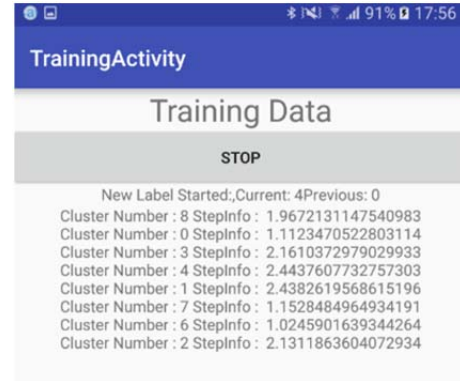 91% 17:56
TrainingActivity
Training Data
STOP
New Label Started:,Current: 4Previous: 0
Cluster Number : 8 StepInfo : 1.9672131147540983
Cluster Number : 0 StepInfo : 1.1123470522803114
Cluster Number : 3 StepInfo : 2.1610372979029933
Cluster Number : 4 StepInfo : 2.4437607732757303
Cluster Number : 1 StepInfo : 2.4382619568615196
Cluster Number : 7 StepInfo : 1.1528484964934191
Cluster Number : 6 StepInfo : 1.0245901639344264
Cluster Number : 2 StepInfo : 2.1311863604072934